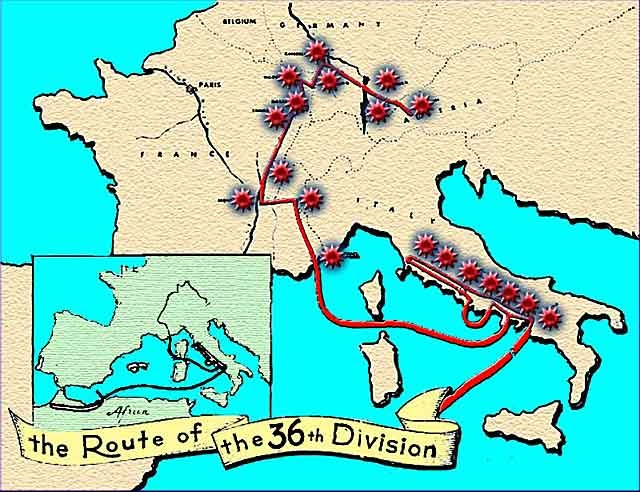 BELGIUM
GERMANY
PARIS
FRANCE
AUSTRIA
ITALY
Africa
the Route of the 36th Division